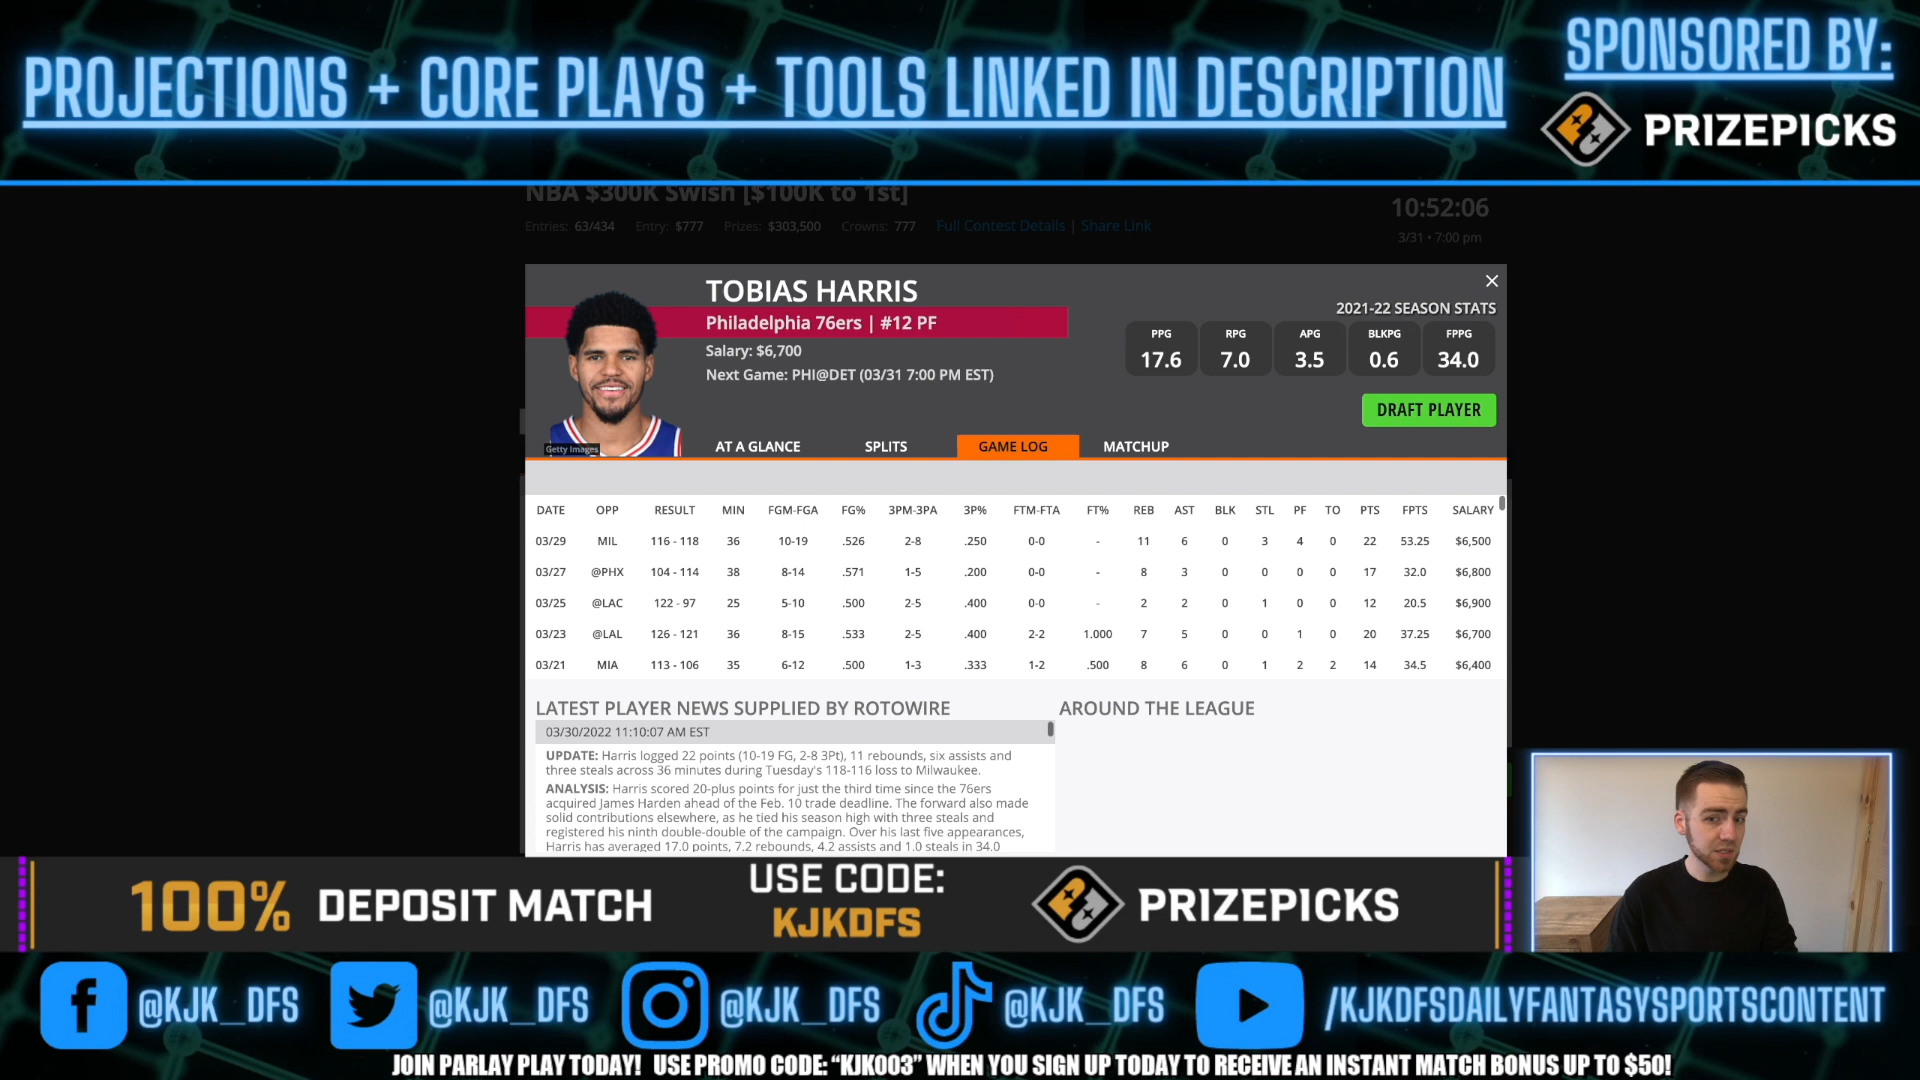 PROJECTIONS + CORE PLAYS + TOOLS LINKED IN DESCRIPTION
SPONSORED BY:
PRIZEPICKS
NBA $300K Swish [$100K to 1st]
Entries: 63/434 Entry: $777 Prizes: $303,500 Crowns: 777 Full Contest Details | Share Link
10:52:06
3/31 • 7:00 pm
TOBIAS HARRIS
Philadelphia 76ers | #12 PF
Salary: $6,700
Next Game: PHI@DET (03/31 7:00 PM EST)
Getty Images
2021-22 SEASON STATS
PPG RPG APG BLKPG FPPG
17.6 7.0 3.5 0.6 34.0
DRAFT PLAYER
AT A GLANCE SPLITS GAME LOG MATCHUP
DATE OPP RESULT MIN FGM-FGA FG% 3PM-3PA 3P% FTM-FTA FT% REB AST BLK STL PF TO PTS FPTS SALARY
03/29 MIL 116 - 118 36 10-19 .526 2-8 .250 0-0 - 11 6 0 3 4 0 22 53.25 $6,500
03/27 @PHX 104 - 114 38 8-14 .571 1-5 .200 0-0 - 8 3 0 0 0 0 17 32.0 $6,800
03/25 @LAC 122 - 97 25 5-10 .500 2-5 .400 0-0 - 2 2 0 1 0 0 12 20.5 $6,900
03/23 @LAL 126 - 121 36 8-15 .533 2-5 .400 2-2 1.000 7 5 0 0 1 0 20 37.25 $6,700
03/21 MIA 113 - 106 35 6-12 .500 1-3 .333 1-2 .500 8 6 0 1 2 2 14 34.5 $6,400
LATEST PLAYER NEWS SUPPLIED BY ROTOWIRE
AROUND THE LEAGUE
03/30/2022 11:10:07 AM EST
UPDATE: Harris logged 22 points (10-19 FG, 2-8 3Pt), 11 rebounds, six assists and
three steals across 36 minutes during Tuesday's 118-116 loss to Milwaukee.
ANALYSIS: Harris scored 20-plus points for just the third time since the 76ers
acquired James Harden ahead of the Feb. 10 trade deadline. The forward also made
solid contributions elsewhere, as he tied his season high with three steals and
registered his ninth double-double of the campaign. Over his last five appearances,
Harris has averaged 17.0 points, 7.2 rebounds, 4.2 assists and 1.0 steals in 34.0
100% DEPOSIT MATCH
USE CODE:
KJKDFS
PRIZEPICKS
@KJK_DFS @KJK_DFS @KJK_DFS @KJK_DFS /KJKDFSDAILYFANTASYSPORTSCONTENT
JOIN PARLAY PLAY TODAY! USE PROMO CODE: "KJK003" WHEN YOU SIGN UP TODAY TO RECEIVE AN INSTANT MATCH BONUS UP TO $50!